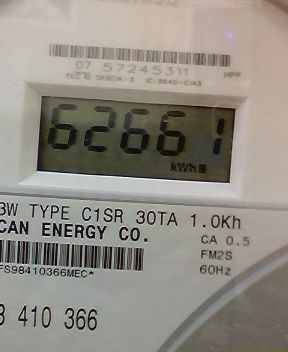 07 57245311
MPP
62661
kWh
3W TYPE C1SR 30TA 1.0Kh
CAN ENERGY CO.
CA 0.5
FM2S
60Hz
FS98410366MEC*
8 410 366